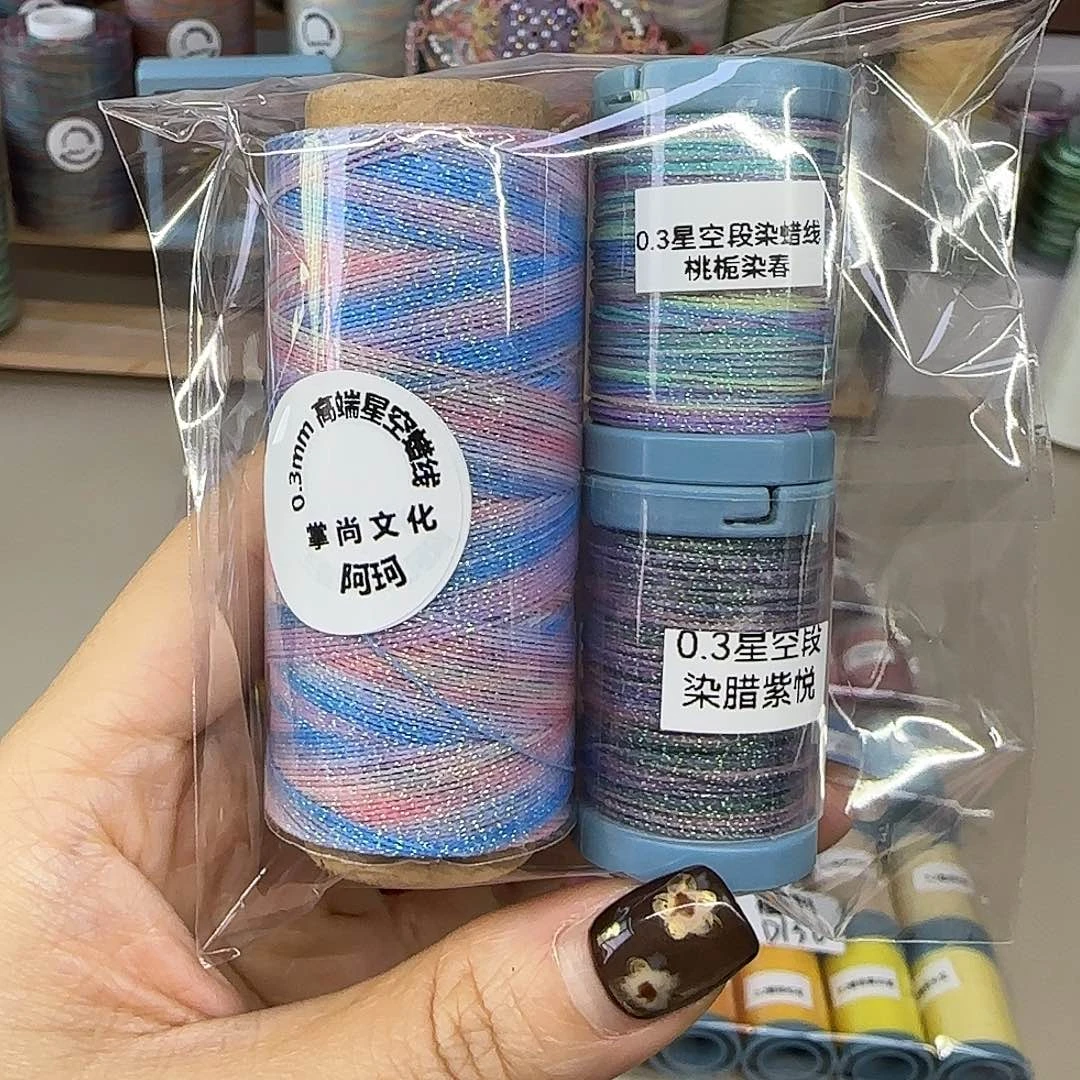 0.3mm 高端星空蜡线
掌尚文化
阿珂
0.3星空段染蜡线
桃栀染春
0.3星空段
染腊紫悦